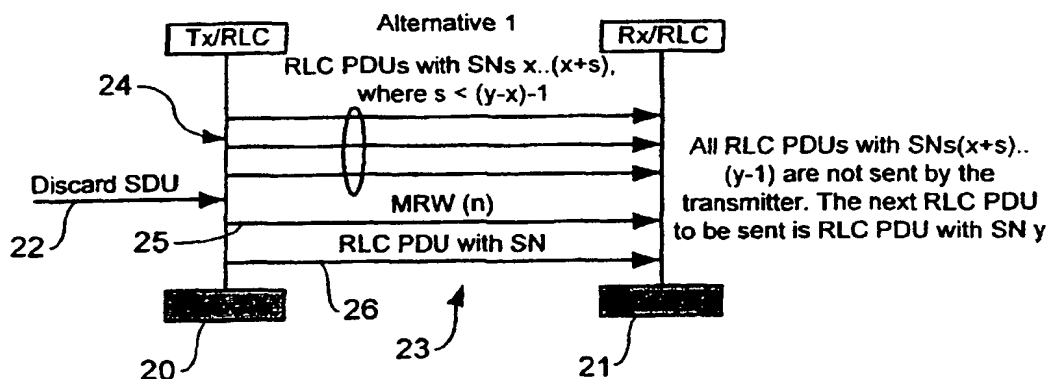 Alternative 1
Tx/RLC
Rx/RLC
RLC PDUs with SNs x..(x+s),
where s < (y-x)-1
24
All RLC PDUs with SNs(x+s)..
(y-1) are not sent by the
transmitter. The next RLC PDU
to be sent is RLC PDU with SN y
Discard SDU
22
MRW (n)
25
RLC PDU with SN
26
23
20
21